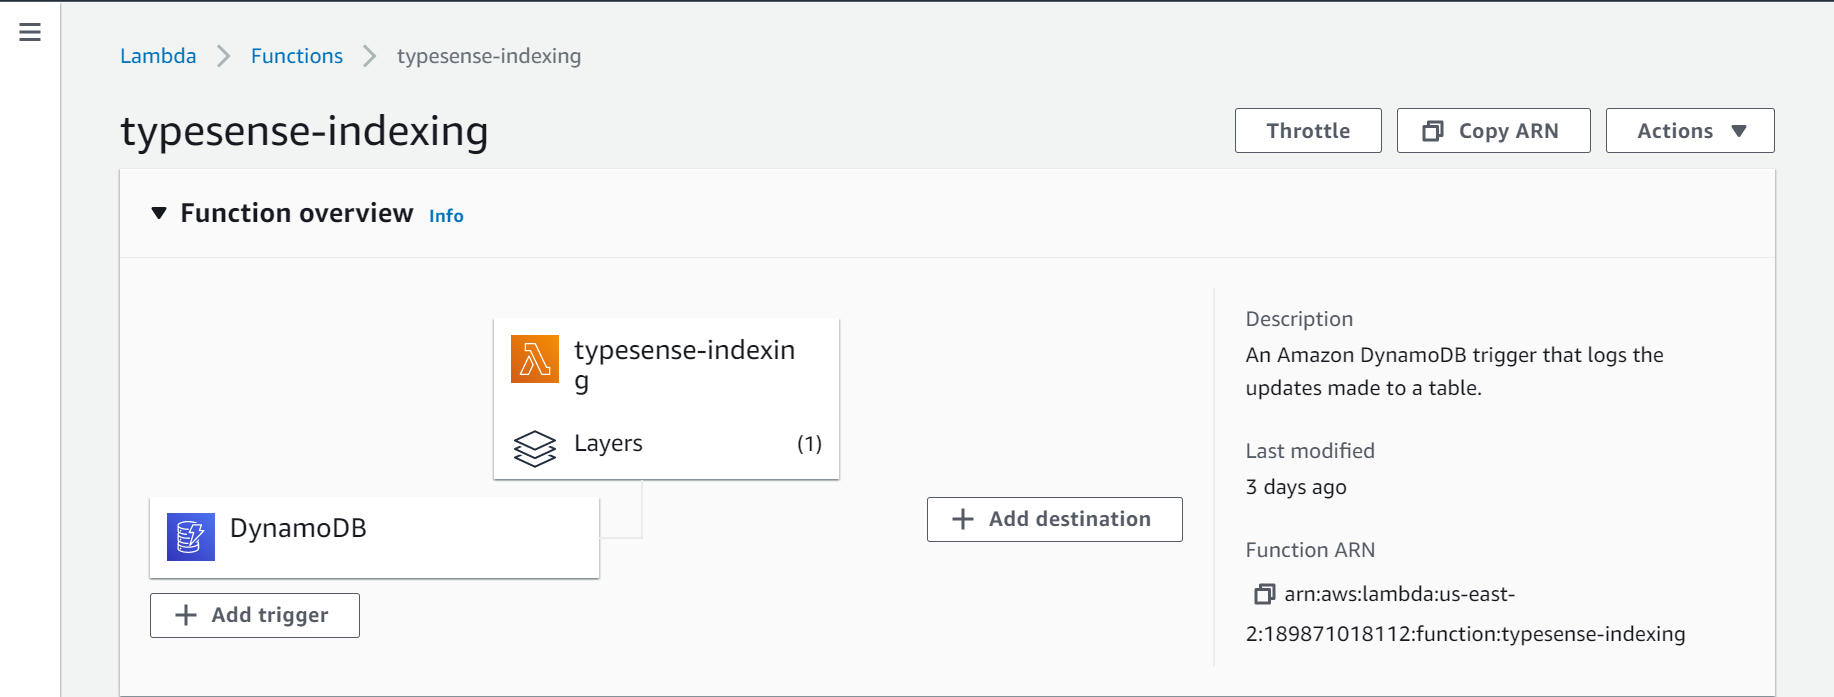 Lambda > Functions > typesense-indexing
typesense-indexing
Throttle
Copy ARN
Actions
Function overview Info
typesense-indexin
g
Layers (1)
DynamoDB
Add trigger
Add destination
Description
An Amazon DynamoDB trigger that logs the
updates made to a table.
Last modified
3 days ago
Function ARN
arn:aws:lambda:us-east-
2:189871018112:function:typesense-indexing